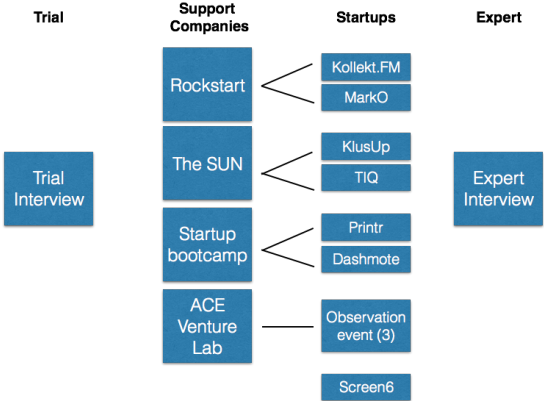 Trial
Support
Companies
Startups
Expert
Rockstart
Kollekt.FM
MarkO
The SUN
KlusUp
TIQ
Trial
Interview
Expert
Interview
Startup
bootcamp
Printr
Dashmote
ACE
Venture
Lab
Observation
event (3)
Screen6